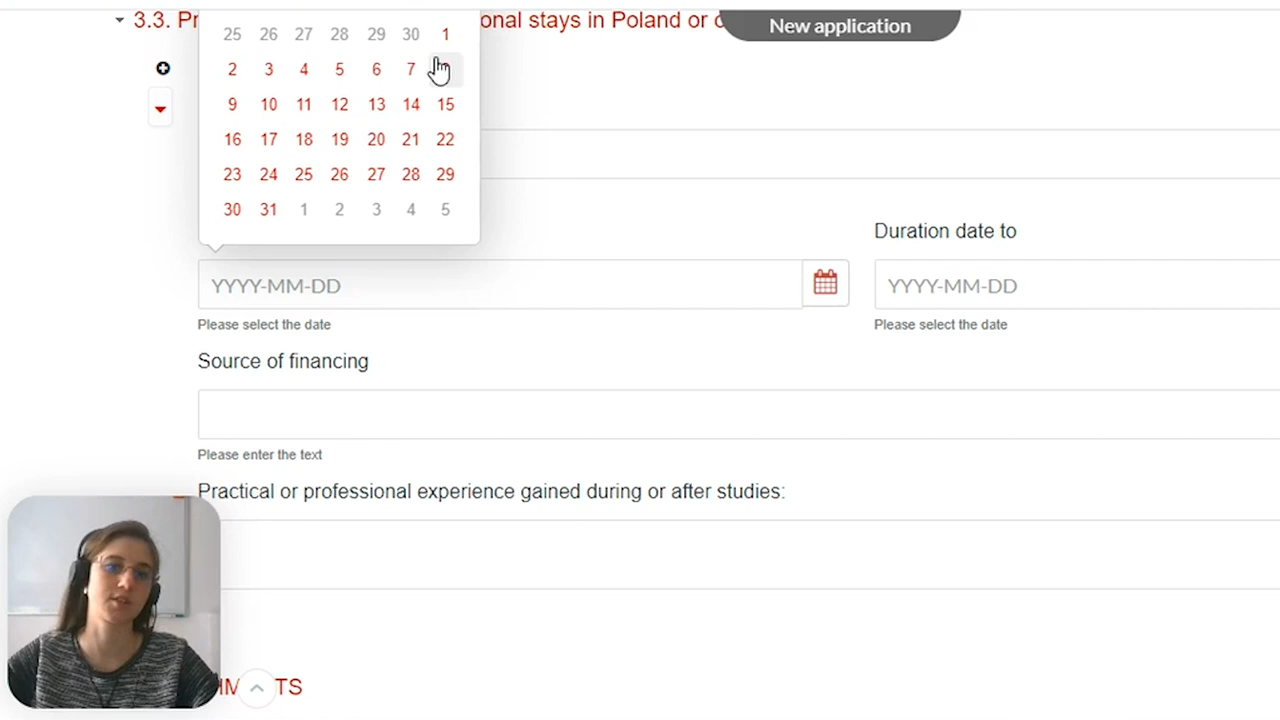 3.3. Pr onal stays in Poland or
New application
25 26 27 28 29 30 1
2 3 4 5 6 7
9 10 11 12 13 14 15
16 17 18 19 20 21 22
23 24 25 26 27 28 29
30 31 1 2 3 4 5
Duration date to
YYYY-MM-DD YYYY-MM-DD
Please select the date Please select the date
Source of financing
Please enter the text
Practical or professional experience gained during or after studies:
TS